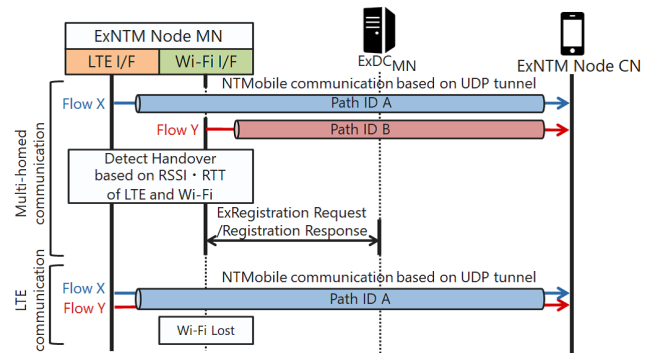 ExNTM Node MN
LTE I/F
Wi-Fi I/F
ExDCMN
ExNTM Node CN
NTMobile communication based on UDP tunnel
Flow X
Path ID A
Flow Y
Path ID B
Multi-homed
communication
Detect Handover
based on RSSI・RTT
of LTE and Wi-Fi
ExRegistration Request
/Registration Response
LTE
communication
NTMobile communication based on UDP tunnel
Flow X
Flow Y
Path ID A
Wi-Fi Lost